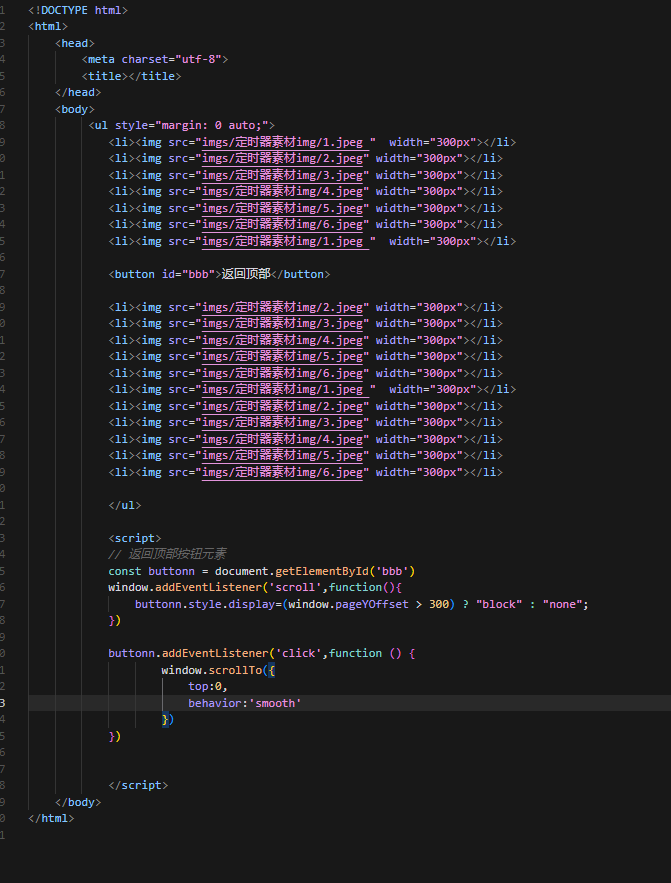 1 <!DOCTYPE html>
2 <html>
3 <head>
4 <meta charset="utf-8">
5 <title></title>
6 </head>
7 <body>
8 <ul style="margin: 0 auto;">
9 <li><img src="imgs/定时器素材img/1.jpeg "  width="300px"></li>
0 <li><img src="imgs/定时器素材img/2.jpeg" width="300px"></li>
1 <li><img src="imgs/定时器素材img/3.jpeg" width="300px"></li>
2 <li><img src="imgs/定时器素材img/4.jpeg" width="300px"></li>
3 <li><img src="imgs/定时器素材img/5.jpeg" width="300px"></li>
4 <li><img src="imgs/定时器素材img/6.jpeg" width="300px"></li>
5 <li><img src="imgs/定时器素材img/1.jpeg "  width="300px"></li>
6
7 <button id="bbb">返回顶部</button>
8
9 <li><img src="imgs/定时器素材img/2.jpeg" width="300px"></li>
0 <li><img src="imgs/定时器素材img/3.jpeg" width="300px"></li>
1 <li><img src="imgs/定时器素材img/4.jpeg" width="300px"></li>
2 <li><img src="imgs/定时器素材img/5.jpeg" width="300px"></li>
3 <li><img src="imgs/定时器素材img/6.jpeg" width="300px"></li>
4 <li><img src="imgs/定时器素材img/1.jpeg "  width="300px"></li>
5 <li><img src="imgs/定时器素材img/2.jpeg" width="300px"></li>
6 <li><img src="imgs/定时器素材img/3.jpeg" width="300px"></li>
7 <li><img src="imgs/定时器素材img/4.jpeg" width="300px"></li>
8 <li><img src="imgs/定时器素材img/5.jpeg" width="300px"></li>
9 <li><img src="imgs/定时器素材img/6.jpeg" width="300px"></li>
0
1 </ul>
2
3 <script>
4 // 返回顶部按钮元素
5 const buttonn = document.getElementById('bbb')
6 window.addEventListener('scroll',function(){
7 buttonn.style.display=(window.pageYOffset > 300) ? "block" : "none";
8 })
9
0 buttonn.addEventListener('click',function () {
1 window.scrollTo({
2 top:0,
3 behavior:'smooth'
4 })
5 })
6
7
8 </script>
9 </body>
0 </html>
1